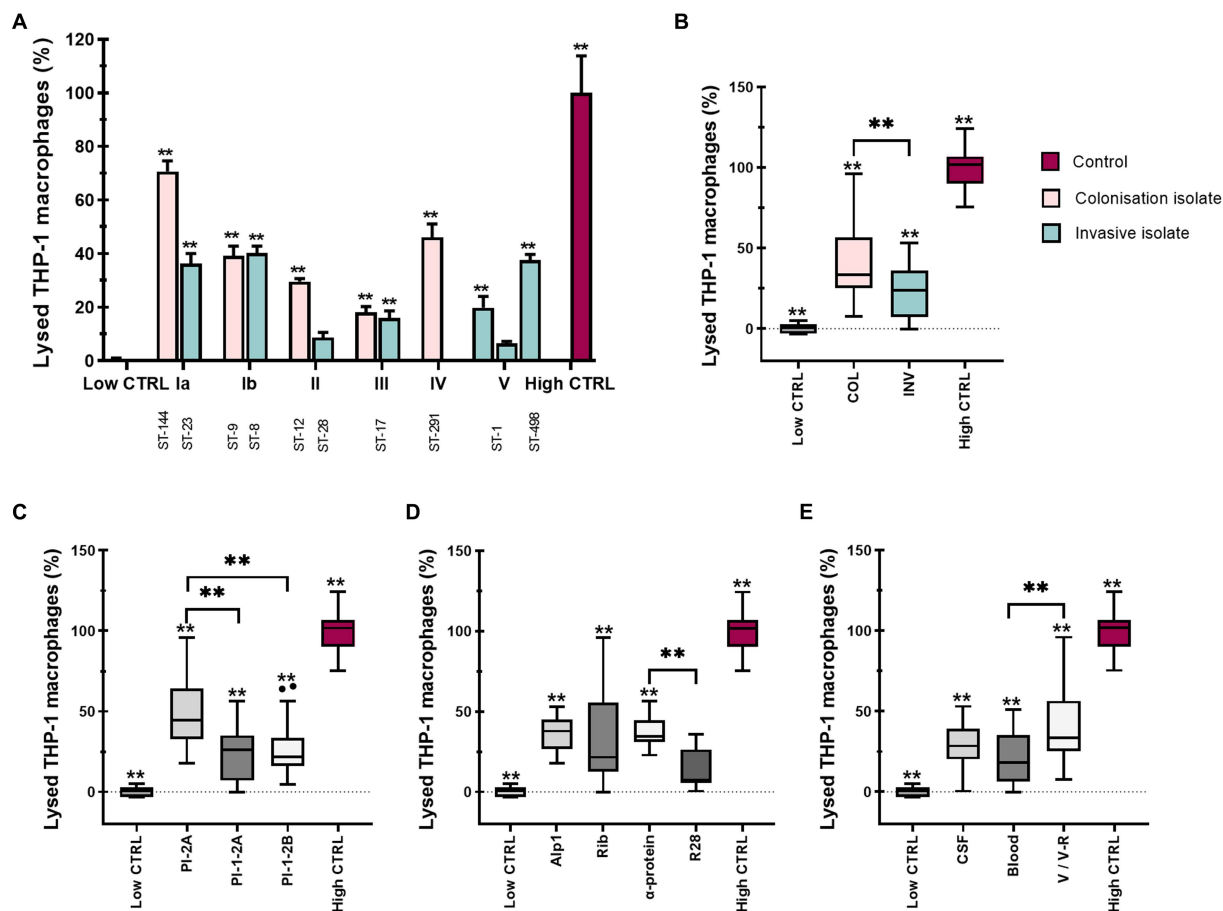 A
Lysed THP-1 macrophages (%)
120
100
80
60
40
20
0
**
**
**
**
**
**
**
**
**
**
**
Low CTRL Ia Ib II III IV V High CTRL
ST-144
ST-23
ST-9
ST-8
ST-12
ST-28
ST-17
ST-291
ST-1
ST-498
B
Lysed THP-1 macrophages (%)
150
100
50
0
**
**
**
**
**
Low CTRL
COL
INV
High CTRL
Control
Colonisation isolate
Invasive isolate
C
Lysed THP-1 macrophages (%)
150
100
50
0
**
**
**
**
**
**
**
Low CTRL
PI-2A
PI-1-2A
PI-1-2B
High CTRL
D
Lysed THP-1 macrophages (%)
150
100
50
0
**
**
**
**
**
**
Low CTRL
Alp1
Rib
α-protein
R28
High CTRL
E
Lysed THP-1 macrophages (%)
150
100
50
0
**
**
**
**
**
**
Low CTRL
CSF
Blood
V / V-R
High CTRL